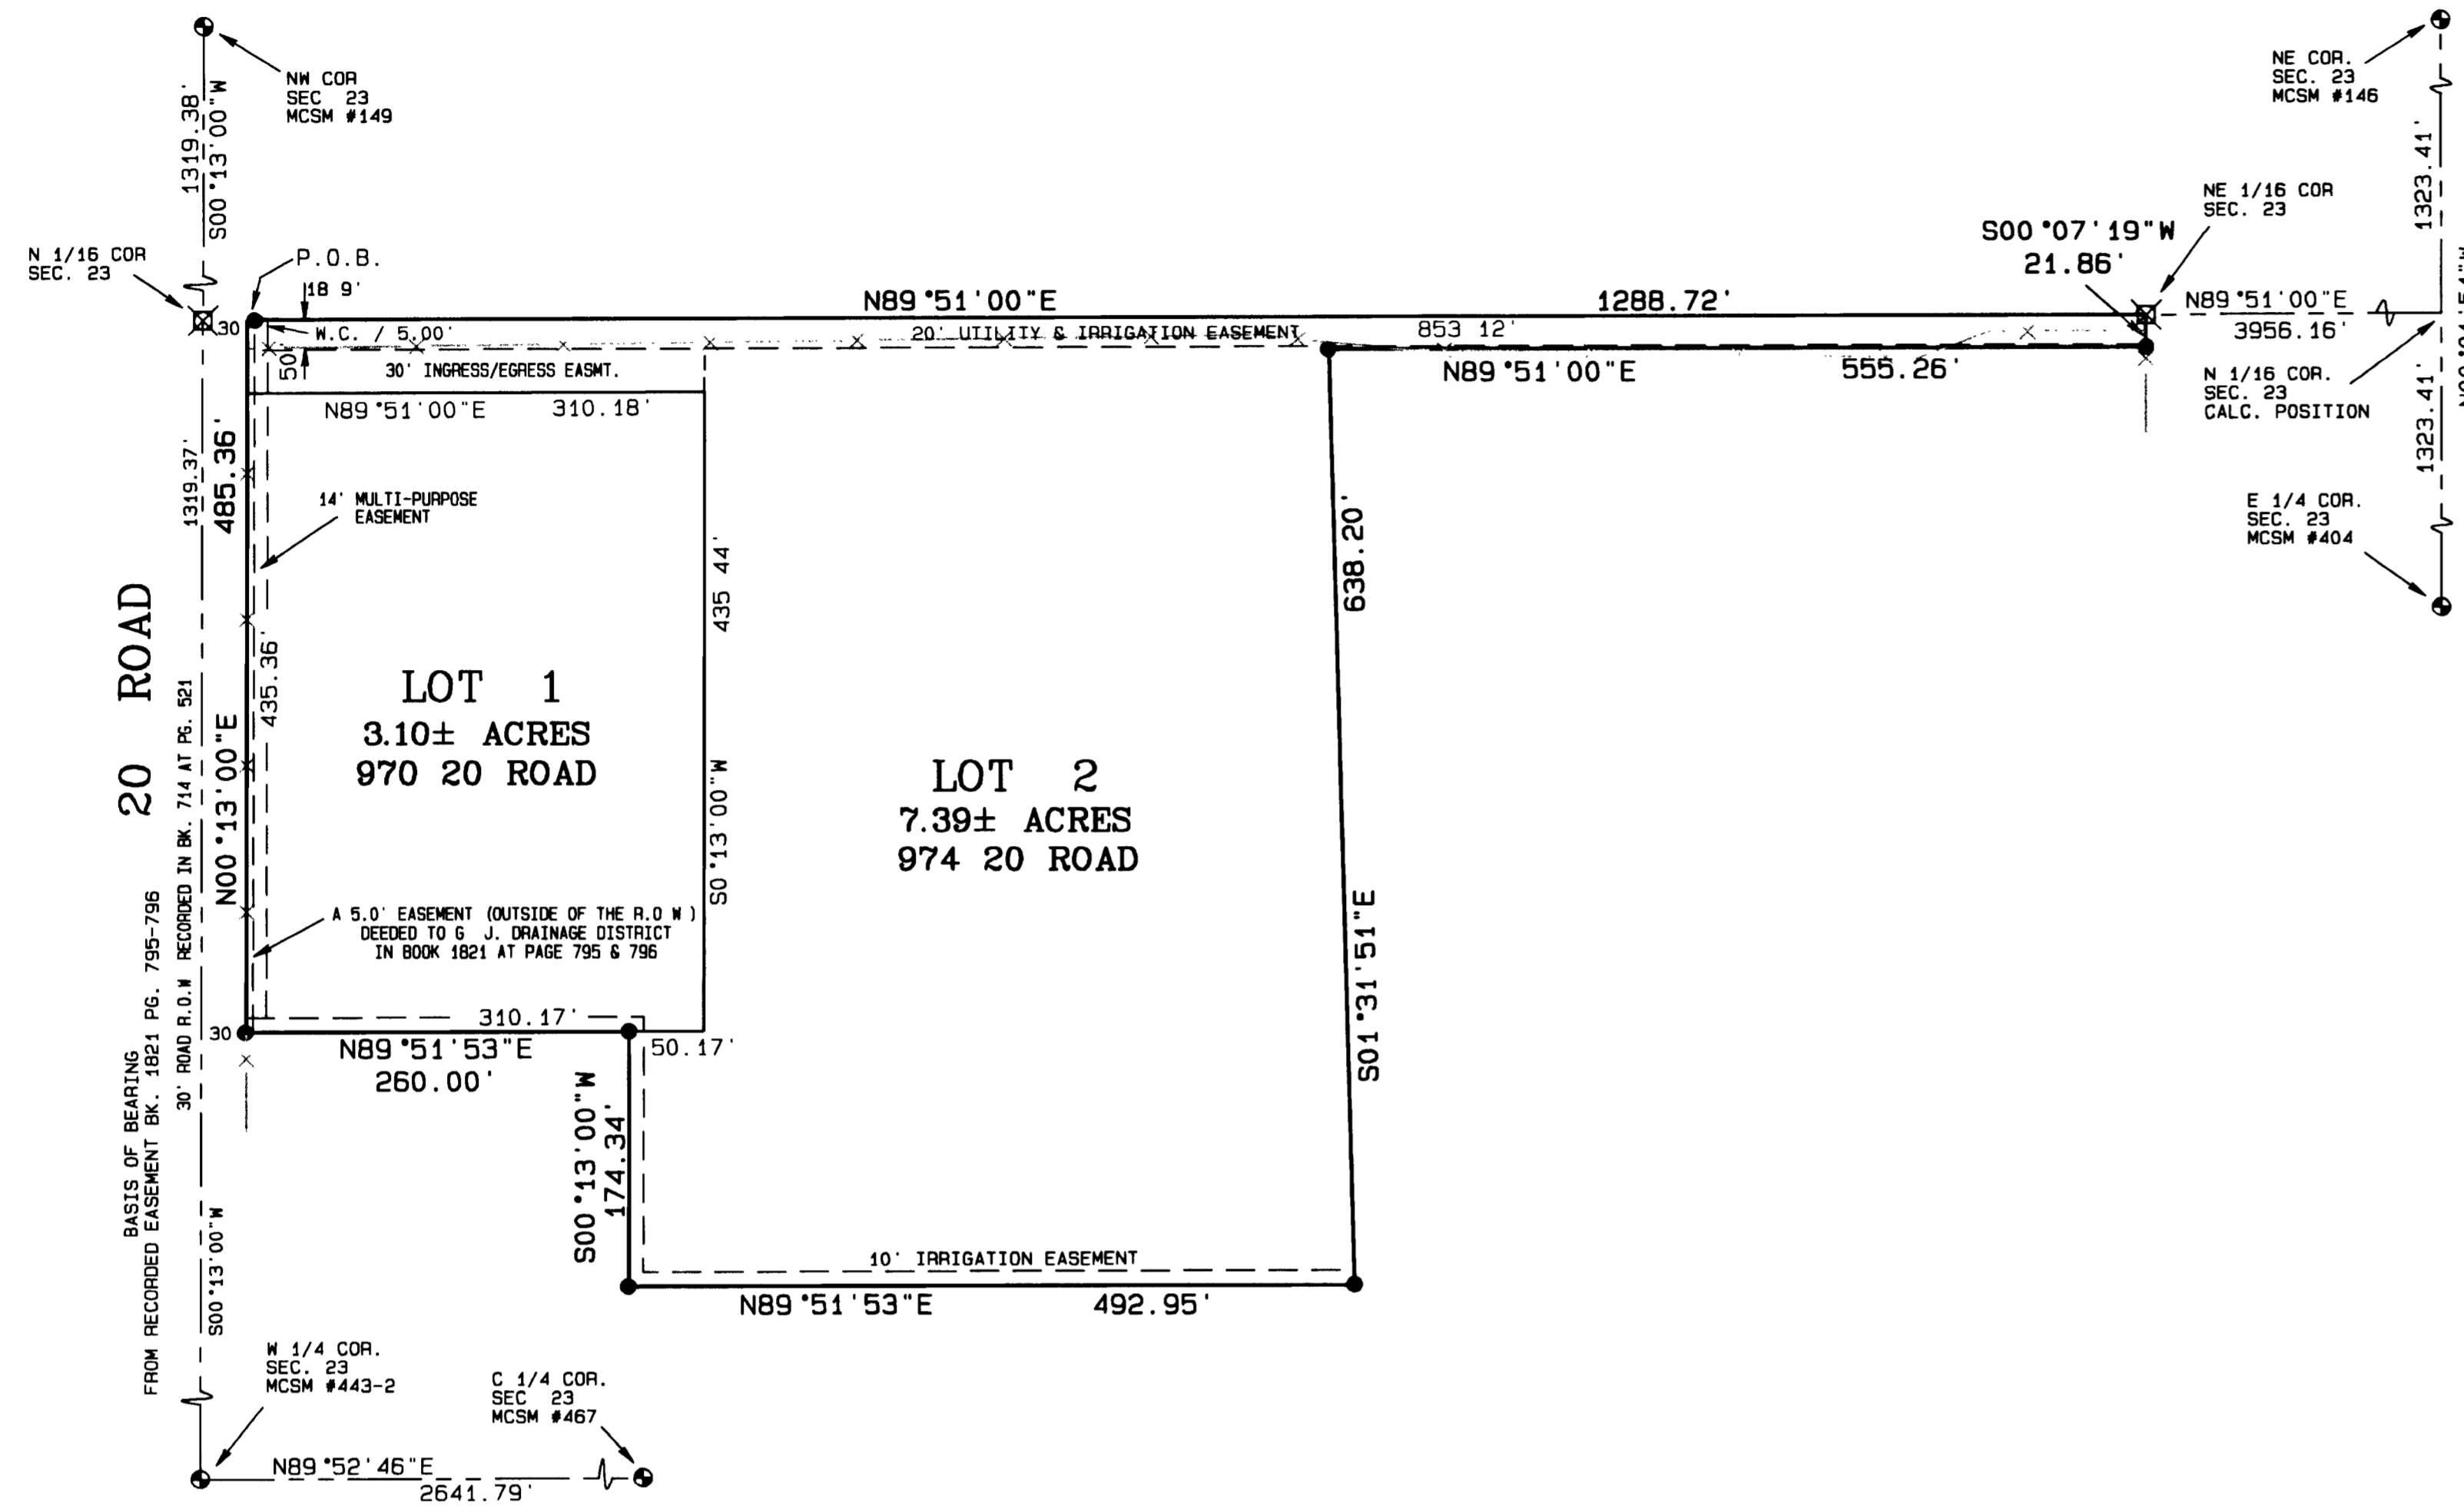 NW COR
SEC 23
MCSM #149
NE COR.
SEC. 23
MCSM #146
1319.38'
S00°13'00"W
1323.41'
NE 1/16 COR
SEC. 23
S00°07'19"W
21.86'
N 1/16 COR
SEC. 23
P.O.B.
18 9'
N89°51'00"E
1288.72'
N89°51'00"E
3956.16'
30
W.C. / 5.00'
20' UTILITY & IRRIGATION EASEMENT
853 12'
50
30' INGRESS/EGRESS EASMT.
N89°51'00"E
555.26'
N 1/16 COR.
SEC. 23
CALC. POSITION
N89°51'00"E
310.18'
1323.41'
1319.37'
485.36'
14' MULTI-PURPOSE
EASEMENT
E 1/4 COR.
SEC. 23
MCSM #404
435 44'
638.20'
20 ROAD
435.36'
LOT 1
3.10± ACRES
970 20 ROAD
N00°13'00"E
S0°13'00"W
LOT 2
7.39± ACRES
974 20 ROAD
30' ROAD R.O.W RECORDED IN BK. 714 AT PG. 521
A 5.0' EASEMENT (OUTSIDE OF THE R.O W )
DEEDED TO G J. DRAINAGE DISTRICT
IN BOOK 1821 AT PAGE 795 & 796
S01°31'51"E
310.17'
30
N89°51'53"E
260.00'
50.17'
BASIS OF BEARING
FROM RECORDED EASEMENT BK. 1821 PG. 795-796
S00°13'00"W
174.34'
S00°13'00"W
10' IRRIGATION EASEMENT
N89°51'53"E
492.95'
W 1/4 COR.
SEC. 23
MCSM #443-2
C 1/4 COR.
SEC 23
MCSM #467
N89°52'46"E
2641.79'